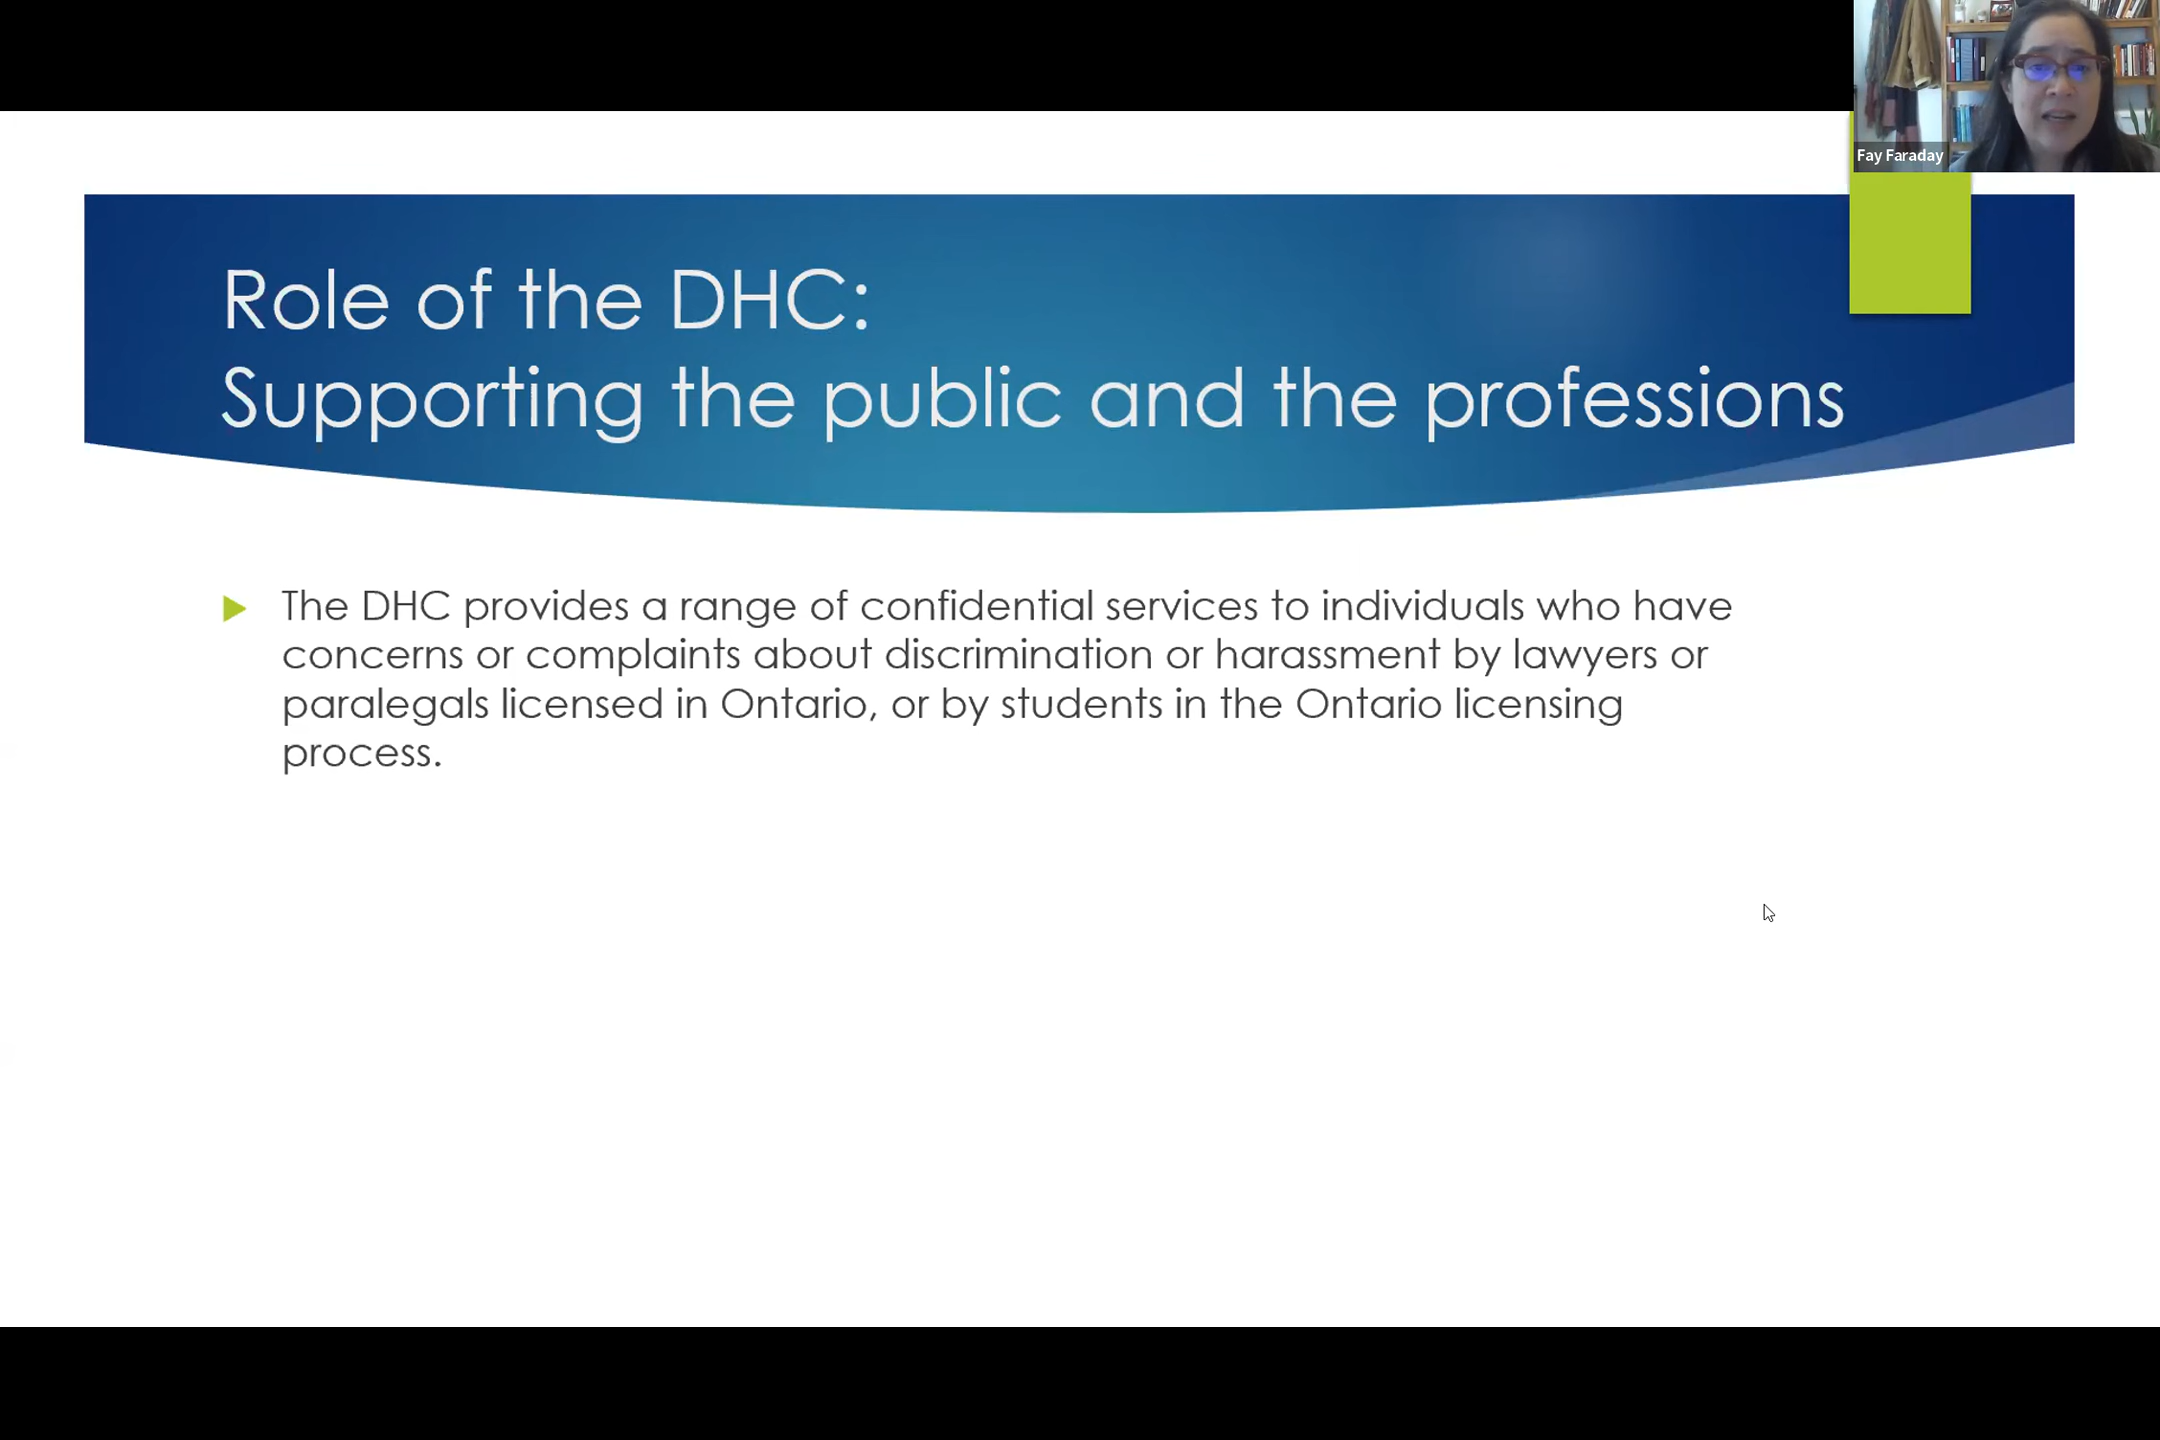 Fay Faraday
Role of the DHC:
Supporting the public and the professions
The DHC provides a range of confidential services to individuals who have
concerns or complaints about discrimination or harassment by lawyers or
paralegals licensed in Ontario, or by students in the Ontario licensing
process.